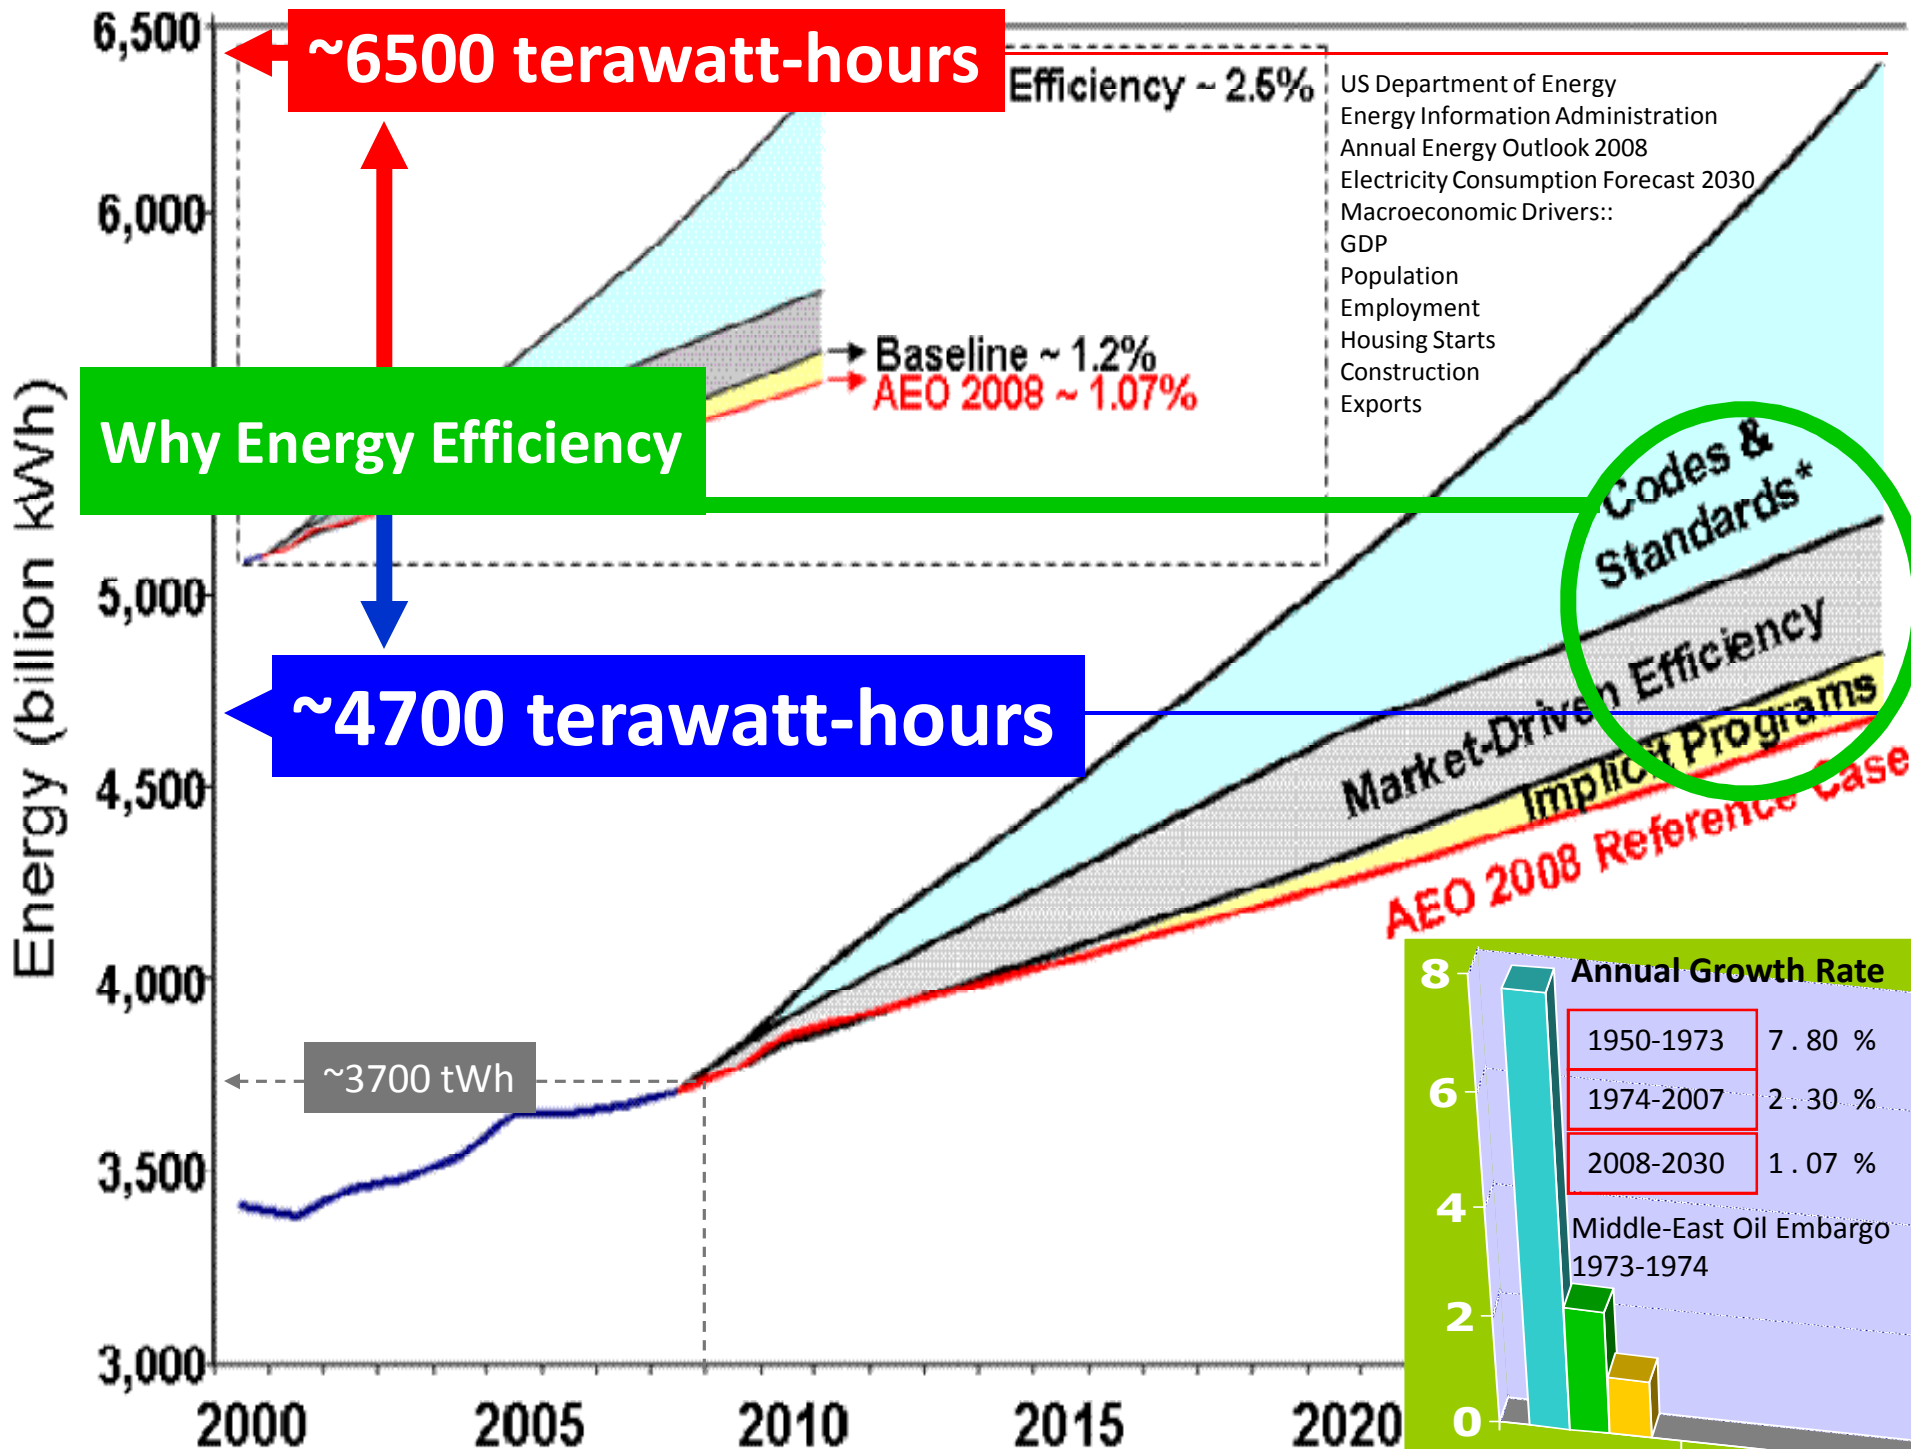 6,500
~6500 terawatt-hours
Efficiency ~ 2.5%
US Department of Energy
Energy Information Administration
Annual Energy Outlook 2008
Electricity Consumption Forecast 2030
Macroeconomic Drivers::
GDP
Population
Employment
Housing Starts
Construction
Exports
6,000
Baseline ~ 1.2%
AEO 2008 ~ 1.07%
Why Energy Efficiency
Energy (billion kWh)
Codes &
Standards*
5,000
~4700 terawatt-hours
Market-Driven Efficiency
Implicit Programs
AEO 2008 Reference Case
4,500
4,000
~3700 tWh
3,500
3,000
2000
2005
2010
2015
2020
Annual Growth Rate
1950-1973 7 . 80 %
1974-2007 2 . 30 %
2008-2030 1 . 07 %
Middle-East Oil Embargo
1973-1974
8
6
4
2
0